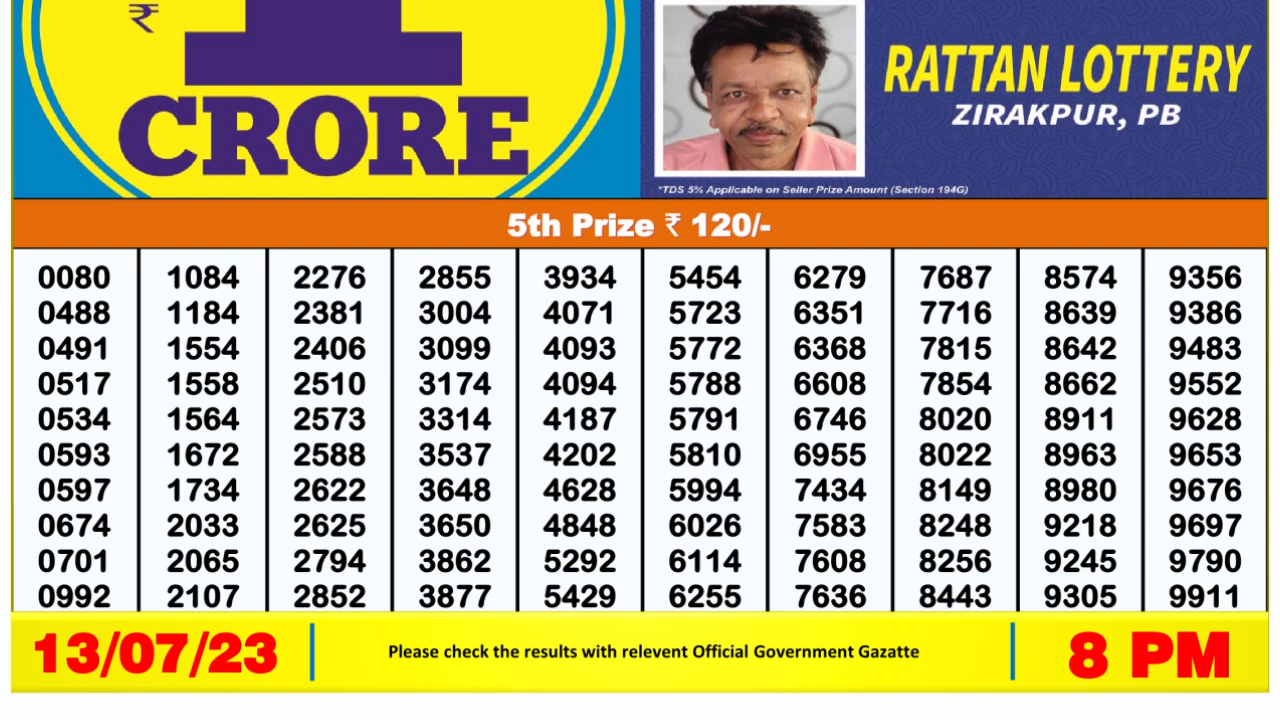 ₹
1
CRORE
RATTAN LOTTERY
ZIRAKPUR, PB
*TDS 5% Applicable on Seller Prize Amount (Section 194G)
5th Prize ₹ 120/-
0080 1084 2276 2855 3934 5454 6279 7687 8574 9356
0488 1184 2381 3004 4071 5723 6351 7716 8639 9386
0491 1554 2406 3099 4093 5772 6368 7815 8642 9483
0517 1558 2510 3174 4094 5788 6608 7854 8662 9552
0534 1564 2573 3314 4187 5791 6746 8020 8911 9628
0593 1672 2588 3537 4202 5810 6955 8022 8963 9653
0597 1734 2622 3648 4628 5994 7434 8149 8980 9676
0674 2033 2625 3650 4848 6026 7583 8248 9218 9697
0701 2065 2794 3862 5292 6114 7608 8256 9245 9790
0992 2107 2852 3877 5429 6255 7636 8443 9305 9911
13/07/23 Please check the results with relevent Official Government Gazatte 8 PM